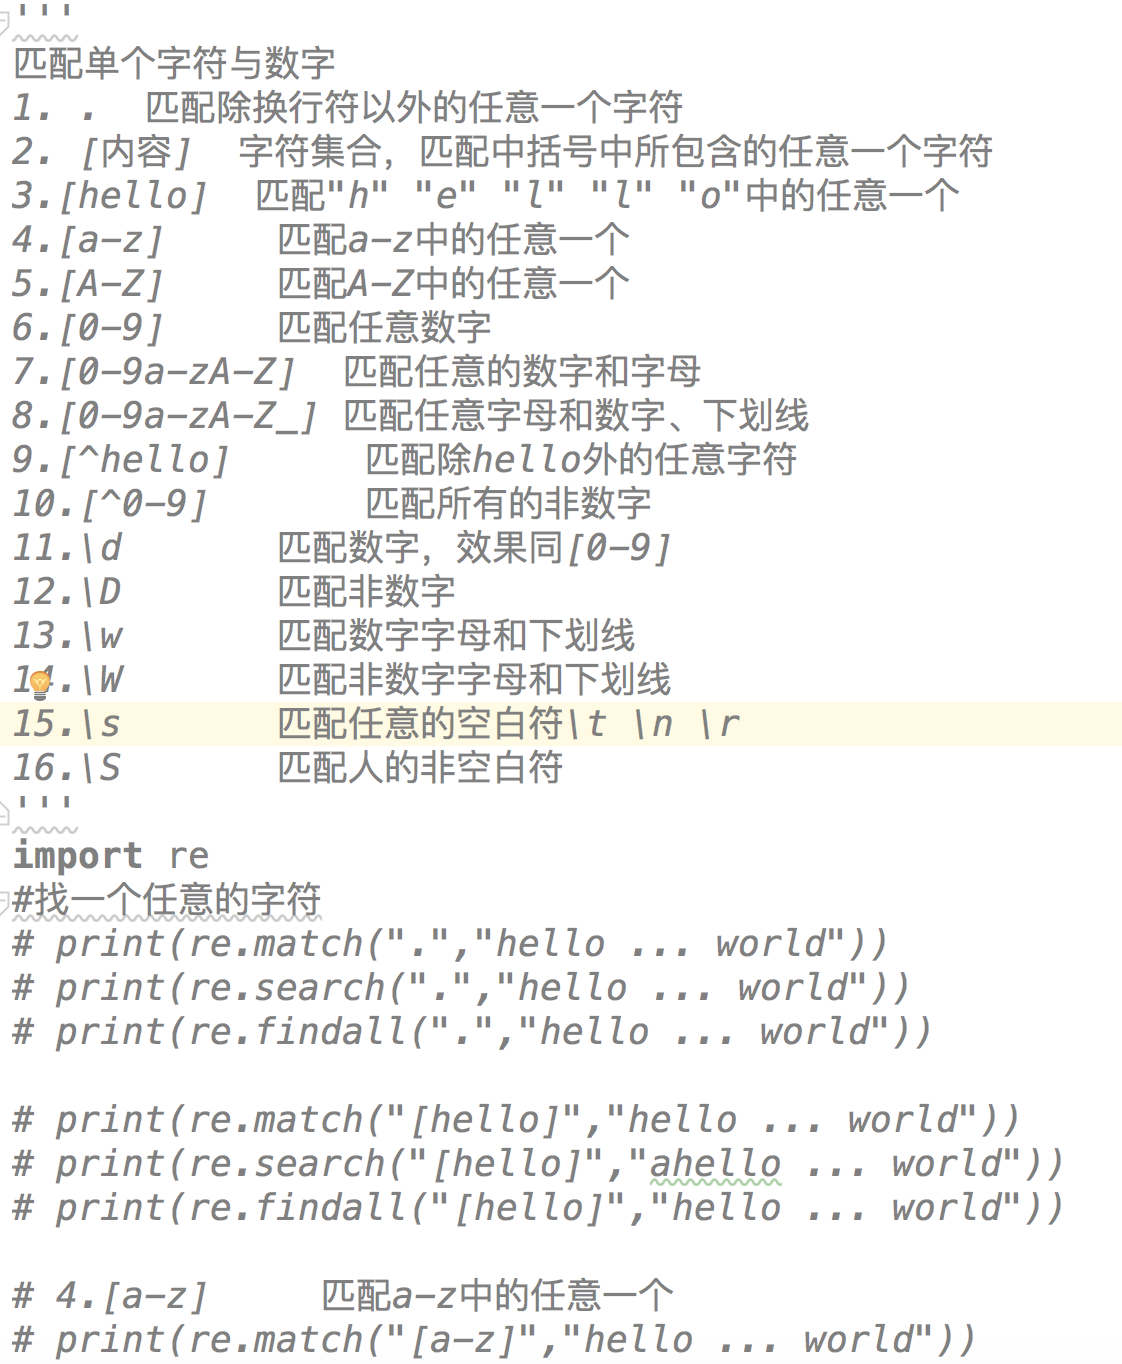 '''
匹配单个字符与数字
1. .  匹配除换行符以外的任意一个字符
2. [内容]  字符集合，匹配中括号中所包含的任意一个字符
3.[hello]  匹配"h" "e" "l" "l" "o"中的任意一个
4.[a-z]     匹配a-z中的任意一个
5.[A-Z]     匹配A-Z中的任意一个
6.[0-9]     匹配任意数字
7.[0-9a-zA-Z]  匹配任意的数字和字母
8.[0-9a-zA-Z_] 匹配任意字母和数字、下划线
9.[^hello]      匹配除hello外的任意字符
10.[^0-9]       匹配所有的非数字
11.\d       匹配数字，效果同[0-9]
12.\D       匹配非数字
13.\w       匹配数字字母和下划线
14.\W       匹配非数字字母和下划线
15.\s       匹配任意的空白符\t \n \r
16.\S       匹配人的非空白符
'''
import re
#找一个任意的字符
# print(re.match(".","hello ... world"))
# print(re.search(".","hello ... world"))
# print(re.findall(".","hello ... world"))
# print(re.match("[hello]","hello ... world"))
# print(re.search("[hello]","ahello ... world"))
# print(re.findall("[hello]","hello ... world"))
# 4.[a-z]     匹配a-z中的任意一个
# print(re.match("[a-z]","hello ... world"))